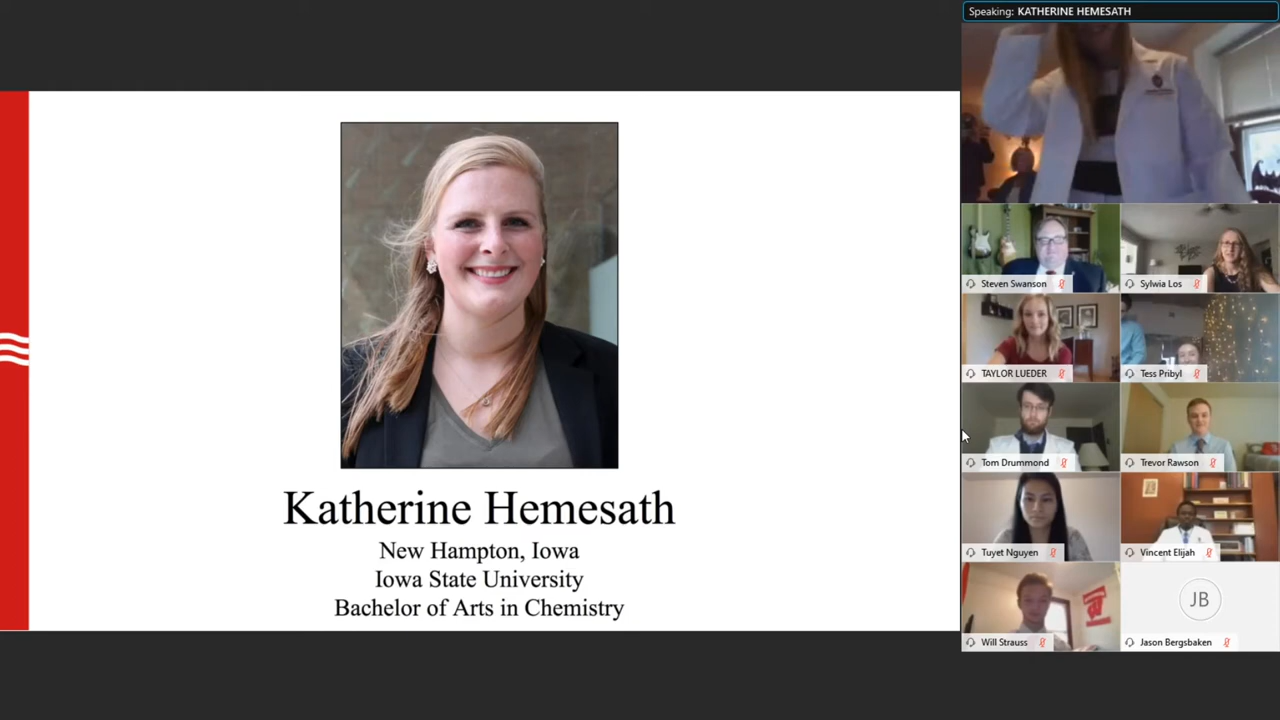 Speaking: KATHERINE HEMESATH
Katherine Hemesath
New Hampton, Iowa
Iowa State University
Bachelor of Arts in Chemistry
Steven Swanson
Sylwia Los
TAYLOR LUEDER
Tess Pribyl
Tom Drummond
Trevor Rawson
Tuyet Nguyen
Vincent Elijah
Will Strauss
JB
Jason Bergsbaken